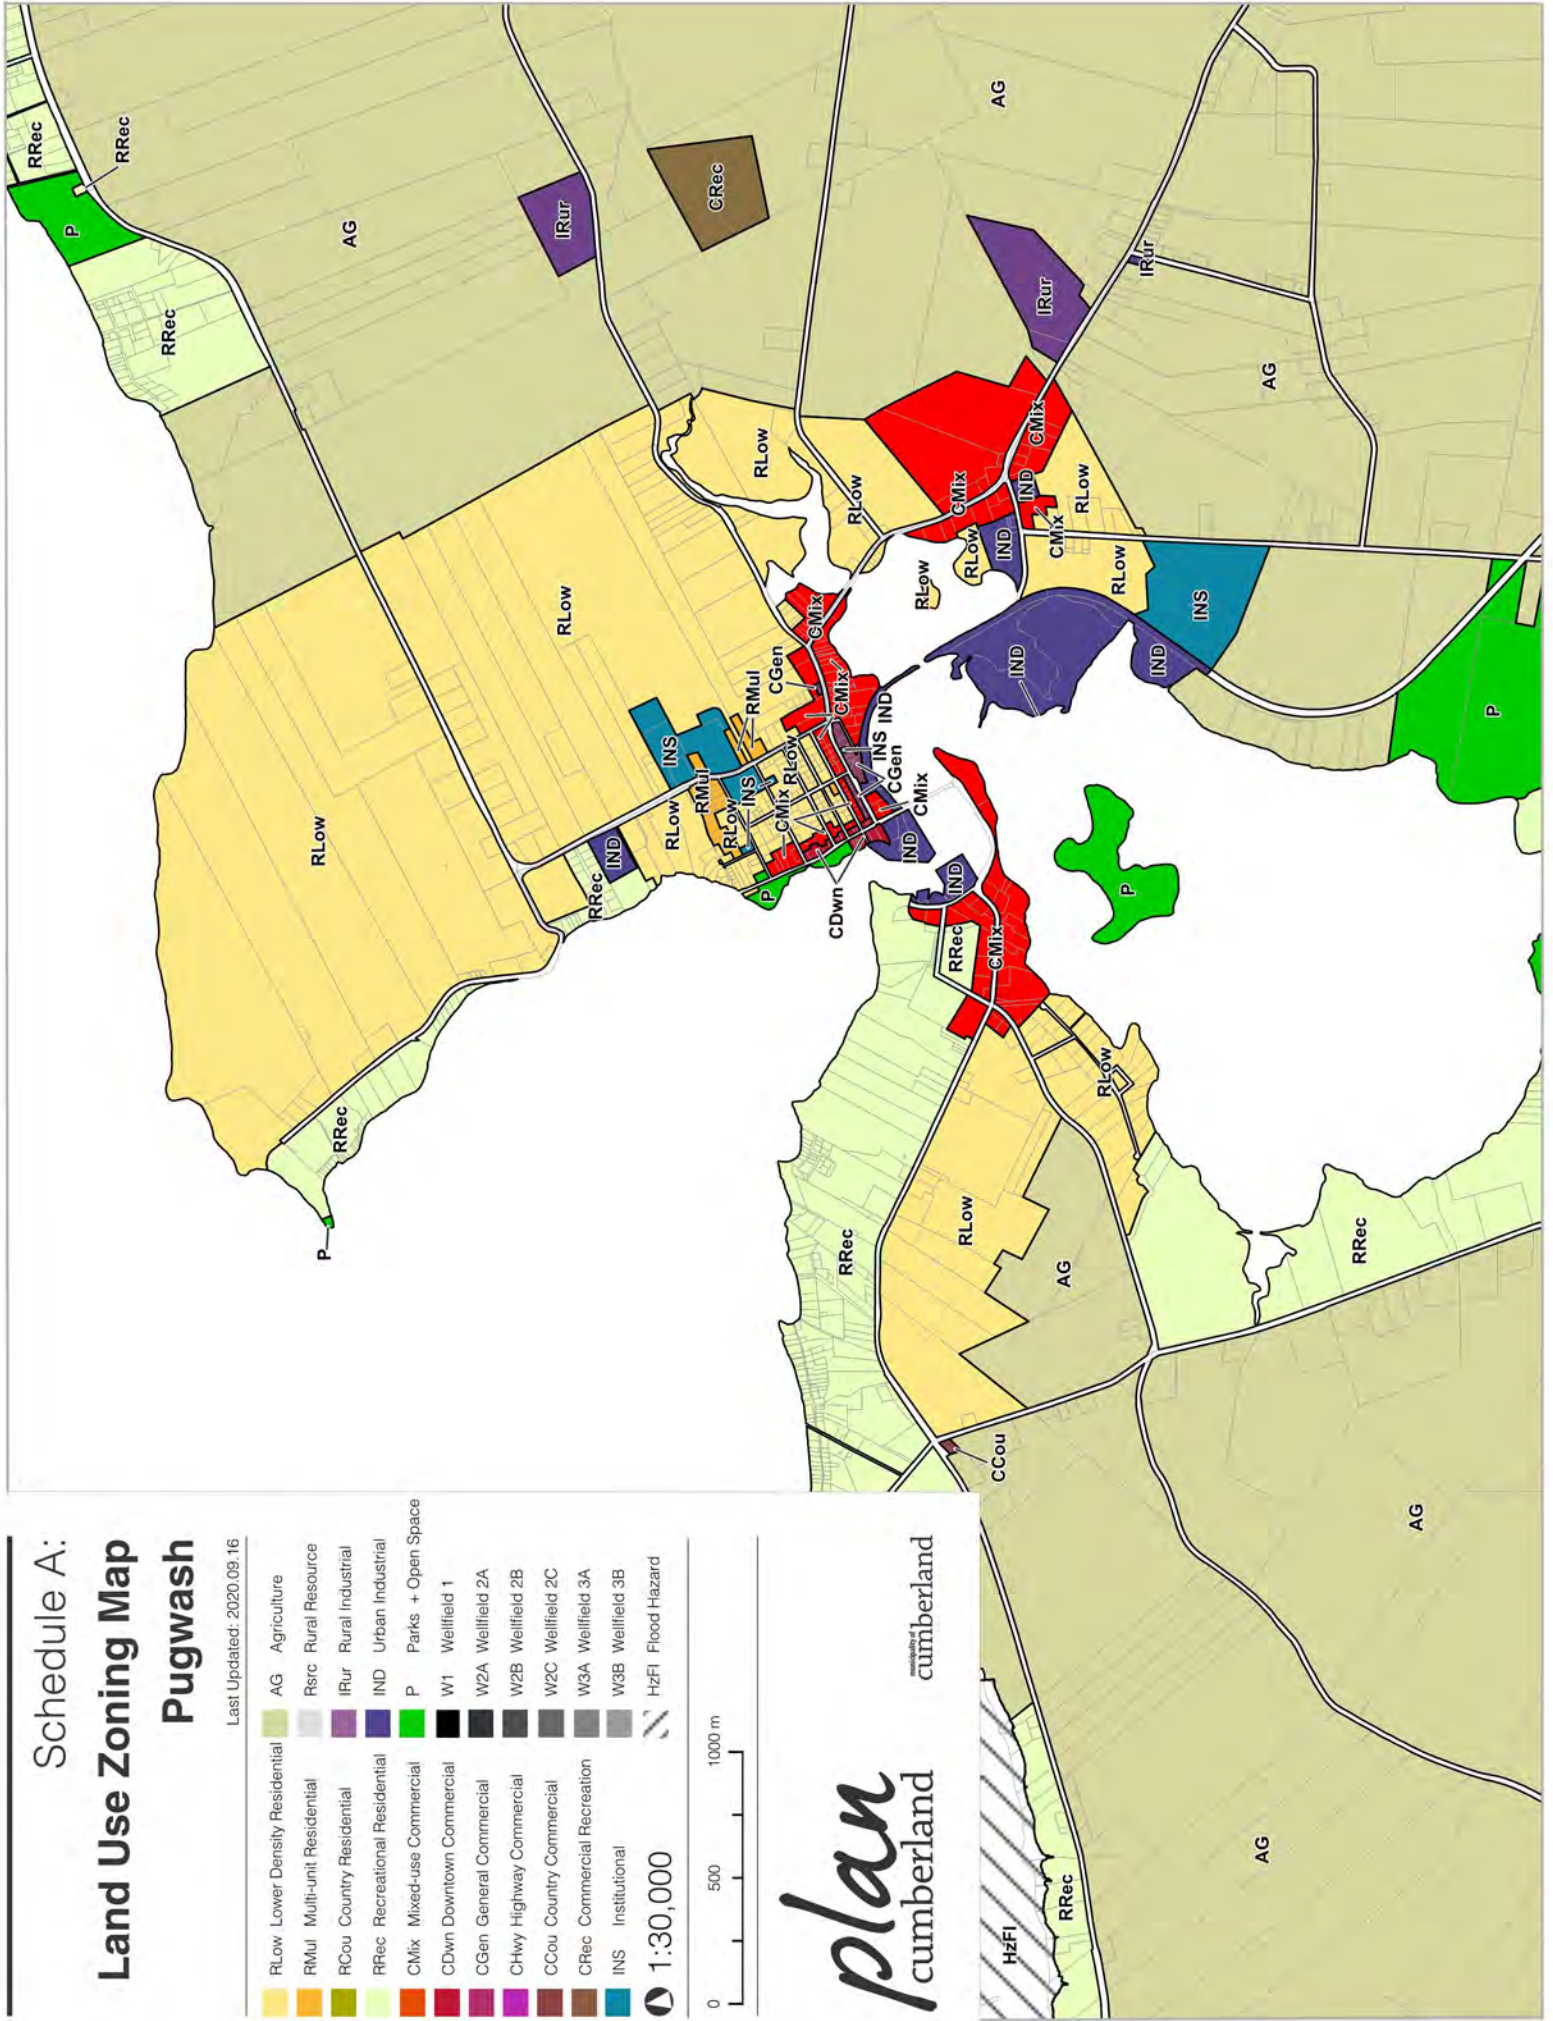 Schedule A:
Land Use Zoning Map
Pugwash
Last Updated: 2020.09.16
RLow Lower Density Residential
RMul Multi-unit Residential
RCou Country Residential
RRec Recreational Residential
CMix Mixed-use Commercial
CDwn Downtown Commercial
CGen General Commercial
CHwy Highway Commercial
CCou Country Commercial
CRec Commercial Recreation
INS Institutional
AG Agriculture
Rsrc Rural Resource
IRur Rural Industrial
IND Urban Industrial
P Parks + Open Space
W1 Wellfield 1
W2A Wellfield 2A
W2B Wellfield 2B
W2C Wellfield 2C
W3A Wellfield 3A
W3B Wellfield 3B
HzFl Flood Hazard
1:30,000
0 500 1000 m
plan
cumberland
municipality of
cumberland
P
RRec
RLow
RLow
RRec
IND
RLow
RMul
INS
RLow
INS
INS
RMul
CMix
RLow
CGen
CMix
P
CDwn
CMix
INS
IND
CGen
CMix
IND
IND
RRec
CMix
RLow
RRec
RLow
AG
CCou
RRec
AG
AG
HzFl
RRec
P
P
IND
IND
INS
RLow
RLow
RLow
IND
CMix
RLow
IND
CMix
CMix
RLow
RLow
IRur
IRur
AG
AG
CRec
IRur
AG
RRec
P
RRec
RRec